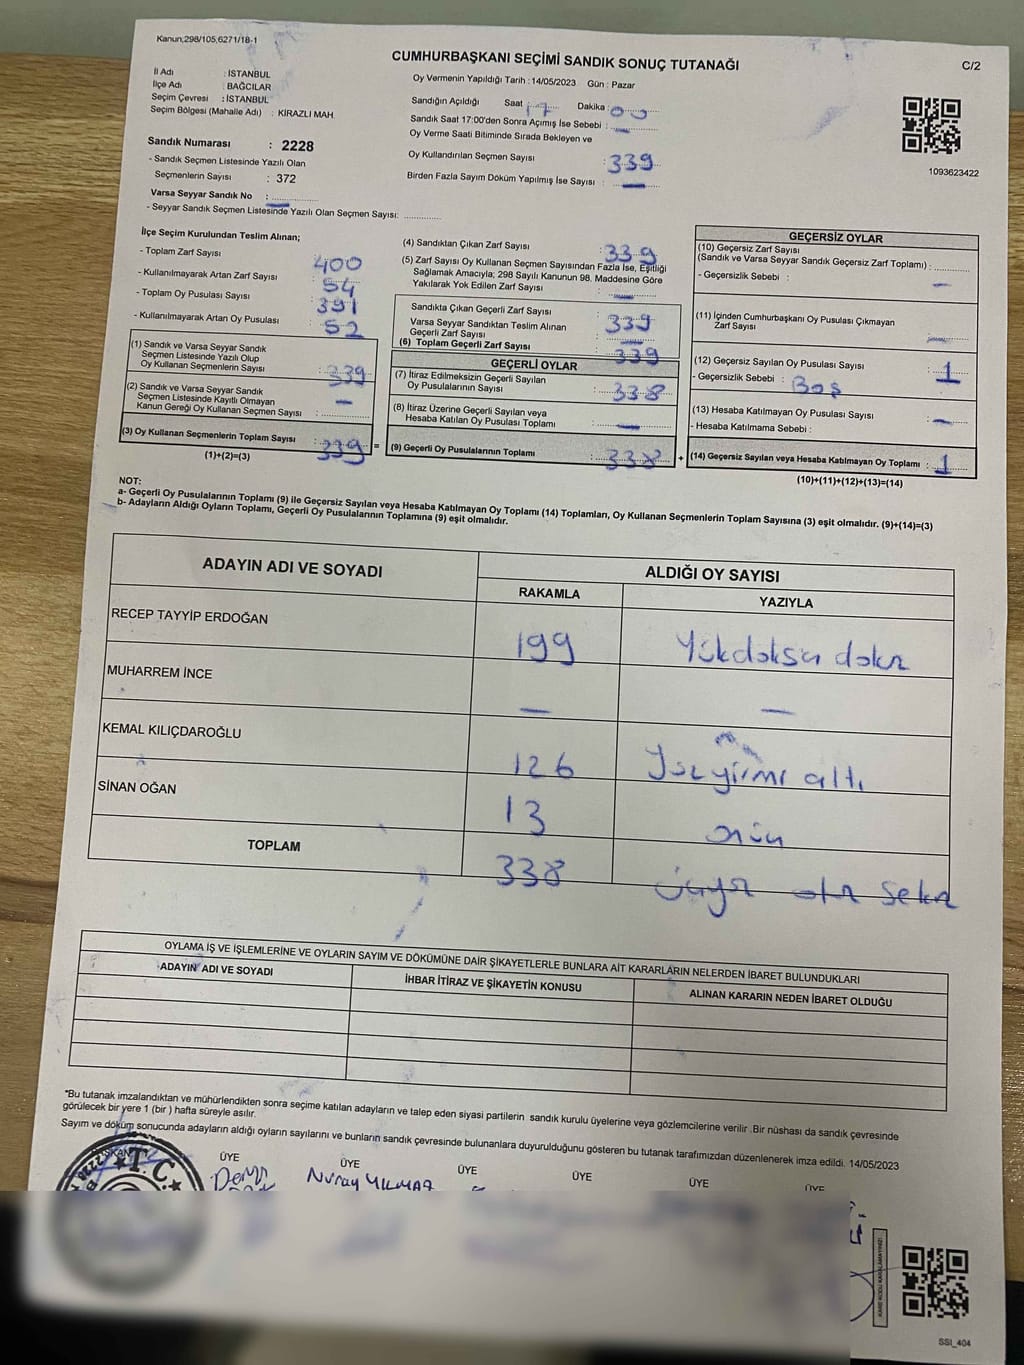 Kanun;298/105,6271/18-1
CUMHURBAŞKANI SEÇİMİ SANDIK SONUÇ TUTANAĞI
C/2
İl Adı : İSTANBUL
İlçe Adı : BAĞCILAR
Seçim Çevresi : İSTANBUL
Seçim Bölgesi (Mahalle Adı) : KİRAZLI MAH.
Oy Vermenin Yapıldığı Tarih : 14/05/2023 Gün : Pazar
Sandığın Açıldığı Saat : 17 Dakika : 00
Sandık Saat 17:00'den Sonra Açımış İse Sebebi : —
Oy Verme Saati Bitiminde Sırada Bekleyen ve
Oy Kullandırılan Seçmen Sayısı : 339
Birden Fazla Sayım Döküm Yapılmış İse Sayısı : —
1093623422
Sandık Numarası : 2228
- Sandık Seçmen Listesinde Yazılı Olan
Seçmenlerin Sayısı : 372
Varsa Seyyar Sandık No : —
- Seyyar Sandık Seçmen Listesinde Yazılı Olan Seçmen Sayısı: ............
İlçe Seçim Kurulundan Teslim Alınan;
- Toplam Zarf Sayısı 400
- Kullanılmayarak Artan Zarf Sayısı : 54
- Toplam Oy Pusulası Sayısı 391
- Kullanılmayarak Artan Oy Pusulası : 52
(1) Sandık ve Varsa Seyyar Sandık
Seçmen Listesinde Yazılı Olup
Oy Kullanan Seçmenlerin Sayısı : 339
(2) Sandık ve Varsa Seyyar Sandık
Seçmen Listesinde Kayıtlı Olmayan
Kanun Gereği Oy Kullanan Seçmen Sayısı : —
(3) Oy Kullanan Seçmenlerin Toplam Sayısı : 339 =
(1)+(2)=(3)
(4) Sandıktan Çıkan Zarf Sayısı : 339
(5) Zarf Sayısı Oy Kullanan Seçmen Sayısından Fazla İse, Eşitliği
Sağlamak Amacıyla; 298 Sayılı Kanunun 98. Maddesine Göre
Yakılarak Yok Edilen Zarf Sayısı : —
Sandıkta Çıkan Geçerli Zarf Sayısı : 339
Varsa Seyyar Sandıktan Teslim Alınan
Geçerli Zarf Sayısı : —
(6) Toplam Geçerli Zarf Sayısı : 339
GEÇERLİ OYLAR
(7) İtiraz Edilmeksizin Geçerli Sayılan
Oy Pusulalarının Sayısı : 338
(8) İtiraz Üzerine Geçerli Sayılan veya
Hesaba Katılan Oy Pusulası Toplamı : —
(9) Geçerli Oy Pusulalarının Toplamı : 338 +
GEÇERSİZ OYLAR
(10) Geçersiz Zarf Sayısı
(Sandık ve Varsa Seyyar Sandık Geçersiz Zarf Toplamı) : ............
- Geçersizlik Sebebi : —
(11) İçinden Cumhurbaşkanı Oy Pusulası Çıkmayan
Zarf Sayısı : —
(12) Geçersiz Sayılan Oy Pusulası Sayısı : 1
- Geçersizlik Sebebi : Boş
(13) Hesaba Katılmayan Oy Pusulası Sayısı : —
- Hesaba Katılmama Sebebi :
(14) Geçersiz Sayılan veya Hesaba Katılmayan Oy Toplamı : 1
(10)+(11)+(12)+(13)=(14)
NOT:
a- Geçerli Oy Pusulalarının Toplamı (9) ile Geçersiz Sayılan veya Hesaba Katılmayan Oy Toplamı (14) Toplamları, Oy Kullanan Seçmenlerin Toplam Sayısına (3) eşit olmalıdır. (9)+(14)=(3)
b- Adayların Aldığı Oyların Toplamı, Geçerli Oy Pusulalarının Toplamına (9) eşit olmalıdır.
ADAYIN ADI VE SOYADI ALDIĞI OY SAYISI
RAKAMLA YAZIYLA
RECEP TAYYİP ERDOĞAN 199
MUHARREM İNCE — —
KEMAL KILIÇDAROĞLU 126 Yüzyirmi altı
SİNAN OĞAN 13 onüç
TOPLAM 338
OYLAMA İŞ VE İŞLEMLERİNE VE OYLARIN SAYIM VE DÖKÜMÜNE DAİR ŞİKAYETLERLE BUNLARA AİT KARARLARIN NELERDEN İBARET BULUNDUKLARI
ADAYIN ADI VE SOYADI İHBAR İTİRAZ VE ŞİKAYETİN KONUSU ALINAN KARARIN NEDEN İBARET OLDUĞU
*Bu tutanak imzalandıktan ve mühürlendikten sonra seçime katılan adayların ve talep eden siyasi partilerin sandık kurulu üyelerine veya gözlemcilerine verilir .Bir nüshası da sandık çevresinde
görülecek bir yere 1 (bir ) hafta süreyle asılır.
Sayım ve döküm sonucunda adayların aldığı oyların sayılarını ve bunların sandık çevresinde bulunanlara duyurulduğunu gösteren bu tutanak tarafımızdan düzenlenerek imza edildi. 14/05/2023
T.C.
ÜYE ÜYE ÜYE ÜYE ÜYE ÜYE
Nuray YILMAZ
SSI_404